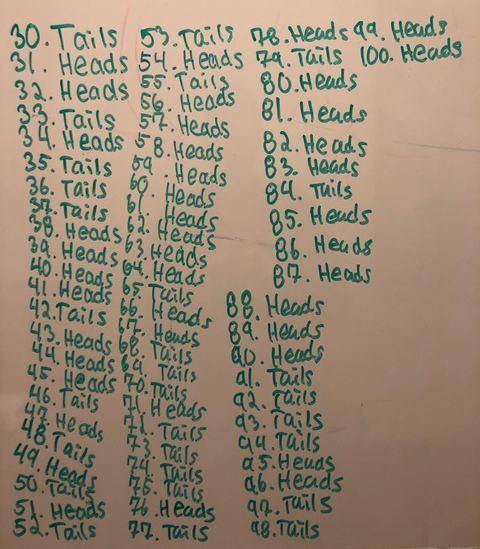 30. Tails
31. Heads
32. Heads
33. Tails
34. Heads
35. Tails
36. Tails
37. Tails
38. Heads
39. Heads
40. Heads
41. Heads
42. Tails
43. Heads
44. Heads
45. Heads
46. Tails
47. Heads
48. Tails
49. Heads
50. Tails
51. Heads
52. Tails
53. Tails
54. Heads
55. Tails
56. Heads
57. Heads
58. Heads
59. Heads
60. Heads
61. Heads
62. Heads
63. Heads
64. Heads
65. Tails
66. Heads
67. Heads
68. Tails
69. Tails
70. Tails
71. Heads
71. Tails
73. Tails
74. Tails
75. Tails
76. Heads
77. Tails
78. Heads
79. Tails
80. Heads
81. Heads
82. Heads
83. Heads
84. Tails
85. Heads
86. Heads
87. Heads
88. Heads
89. Heads
90. Heads
91. Tails
92. Tails
93. Tails
94. Tails
95. Heads
96. Heads
97. Tails
98. Tails
99. Heads
100. Heads